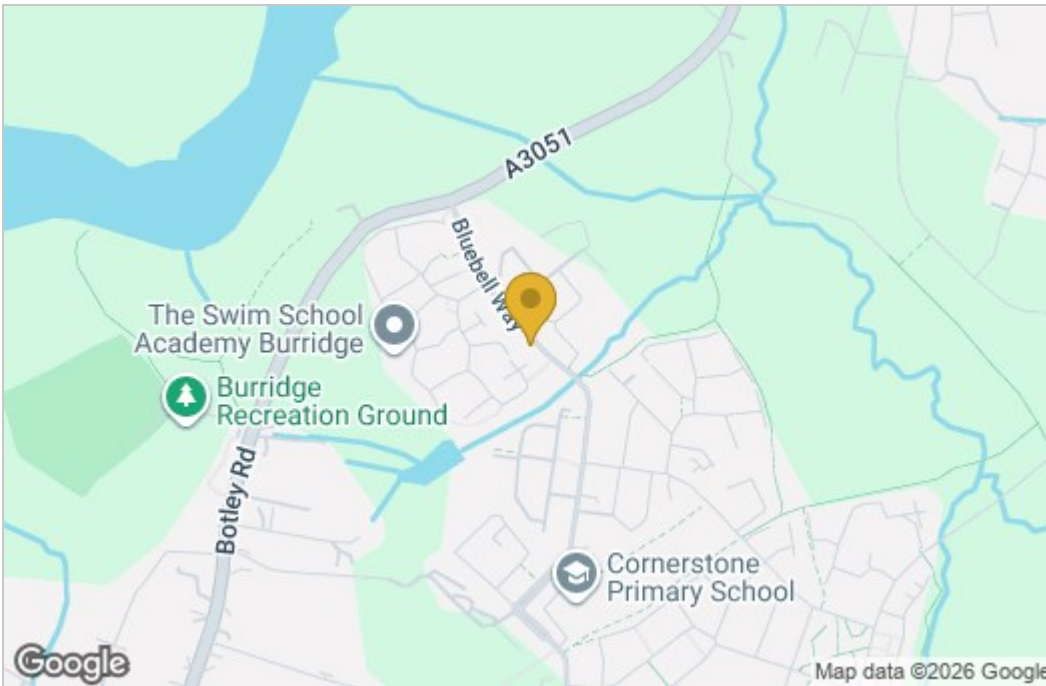 A3051
Bluebell Way
The Swim School
Academy Burridge
Burridge
Recreation Ground
Botley Rd
Cornerstone
Primary School
Google
Map data ©2026 Google